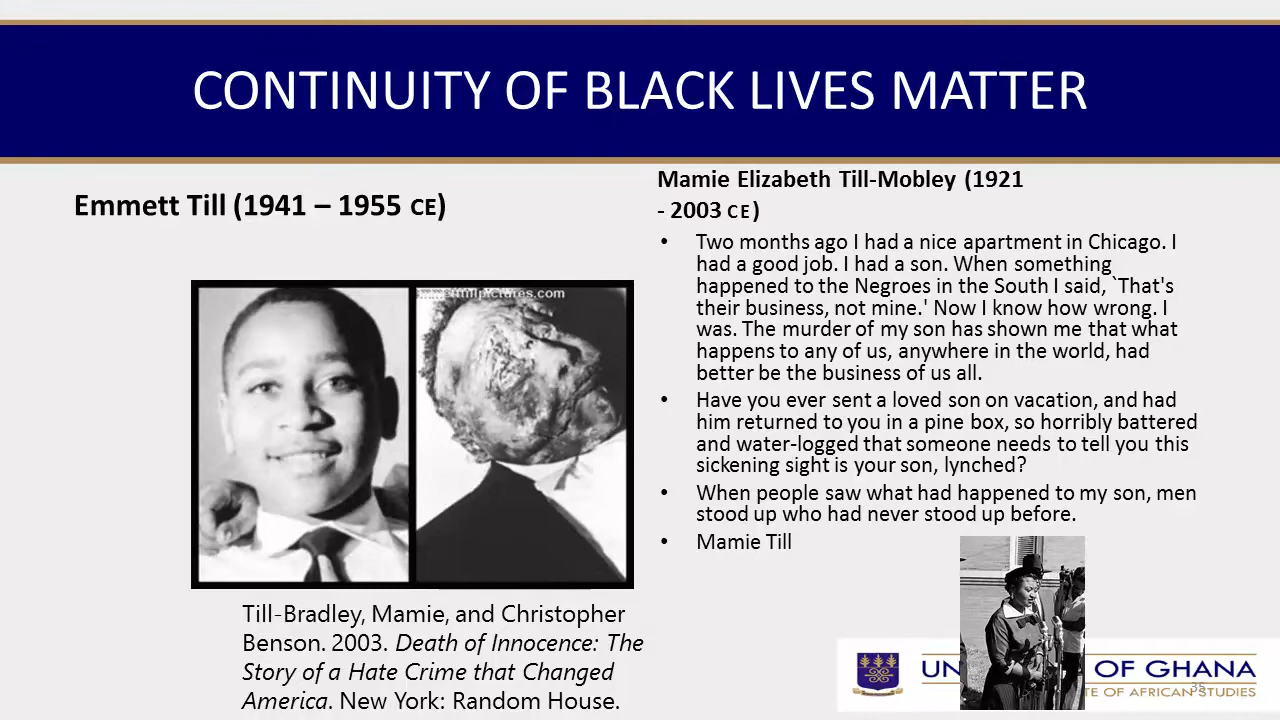 CONTINUITY OF BLACK LIVES MATTER
Emmett Till (1941 – 1955 CE)
Till-Bradley, Mamie, and Christopher
Benson. 2003. Death of Innocence: The
Story of a Hate Crime that Changed
America. New York: Random House.
Mamie Elizabeth Till-Mobley (1921
- 2003 CE)
• Two months ago I had a nice apartment in Chicago. I
had a good job. I had a son. When something
happened to the Negroes in the South I said, `That's
their business, not mine.' Now I know how wrong. I
was. The murder of my son has shown me that what
happens to any of us, anywhere in the world, had
better be the business of us all.
• Have you ever sent a loved son on vacation, and had
him returned to you in a pine box, so horribly battered
and water-logged that someone needs to tell you this
sickening sight is your son, lynched?
• When people saw what had happened to my son, men
stood up who had never stood up before.
• Mamie Till
OF GHANA
OF AFRICAN STUDIES